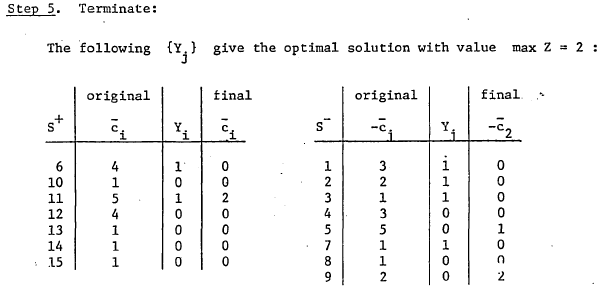 Step 5. Terminate:
The following {Y_j} give the optimal solution with value max Z = 2 :
original final original final
S^+ c̄_i Y_i c̄_i S^- -c̄_j Y_j -c̄_2
6 4 1 0 1 3 1 0
10 1 0 0 2 2 1 0
11 5 1 2 3 1 1 0
12 4 0 0 4 3 0 0
13 1 0 0 5 5 0 1
14 1 0 0 7 1 1 0
15 1 0 0 8 1 0 0
9 2 0 2